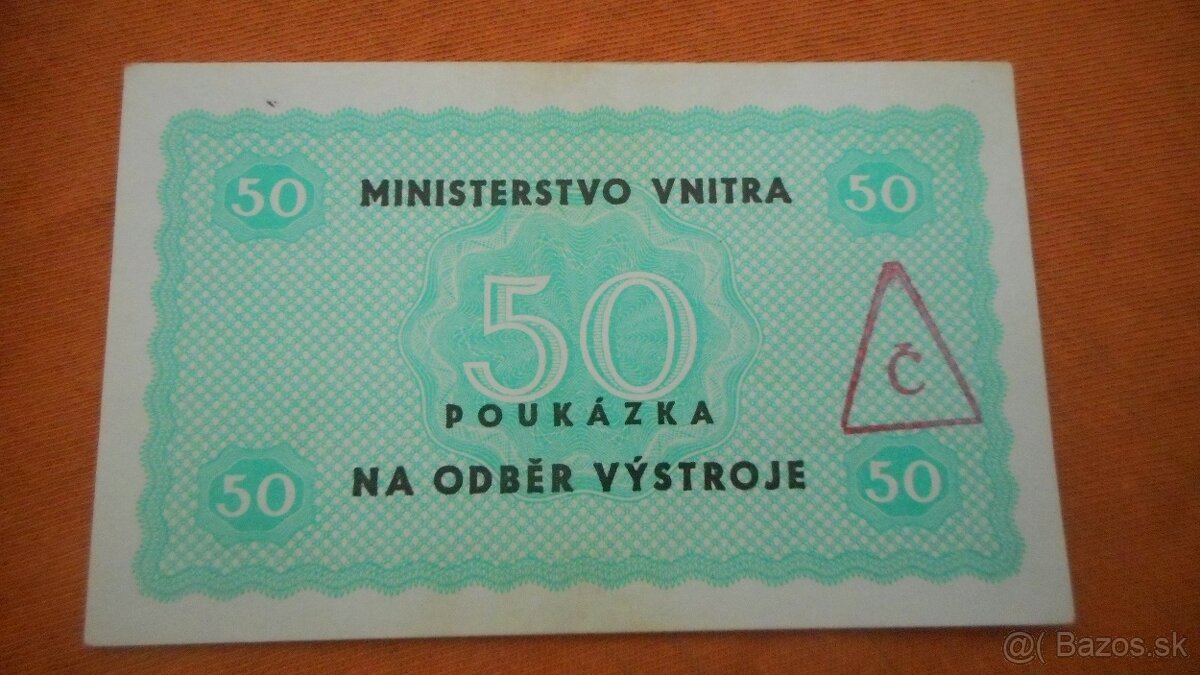 50 MINISTERSTVO VNITRA 50
50
Č
POUKÁZKA
NA ODBĚR VÝSTROJE
50 50
@( Bazos.sk